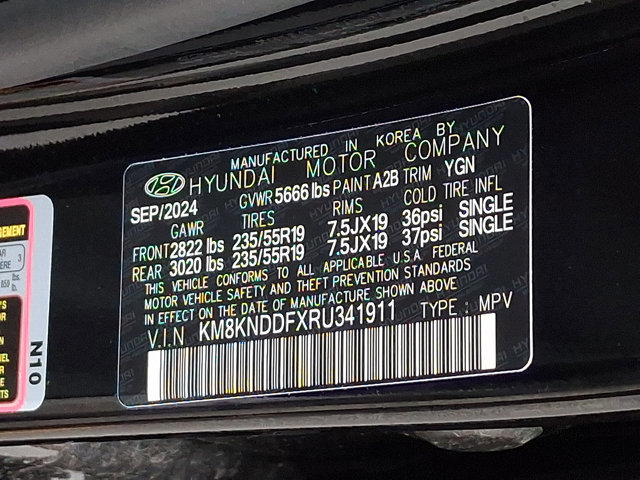 MANUFACTURED IN KOREA BY
HYUNDAI MOTOR COMPANY
SEP/2024 GVWR 5666 lbs PAINT A2B TRIM YGN
GAWR TIRES RIMS COLD TIRE INFL
FRONT 2822 lbs 235/55R19 7.5JX19 36psi SINGLE
REAR 3020 lbs 235/55R19 7.5JX19 37psi SINGLE
THIS VEHICLE CONFORMS TO ALL APPLICABLE U.S.A FEDERAL
MOTOR VEHICLE SAFETY AND THEFT PREVENTION STANDARDS
IN EFFECT ON THE DATE OF MANUFACTURE SHOWN ABOVE
V.I.N KM8KNDDFXRU341911 TYPE : MPV
N10